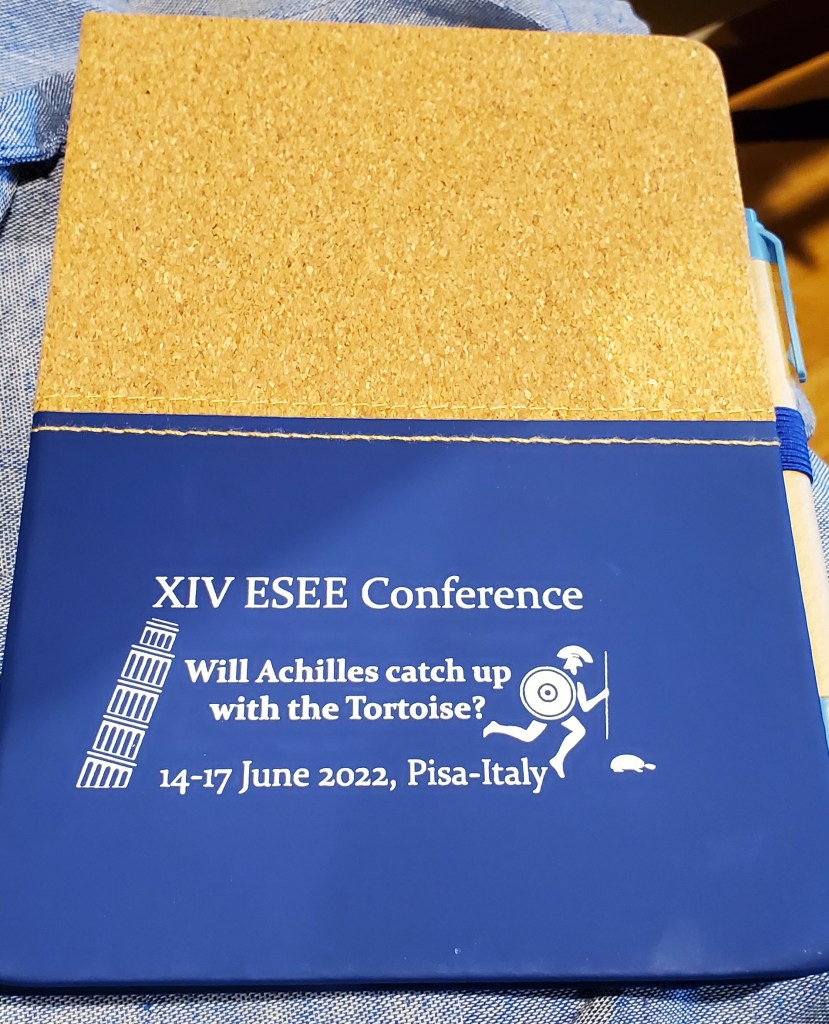 XIV ESEE Conference
Will Achilles catch up
with the Tortoise?
14-17 June 2022, Pisa-Italy